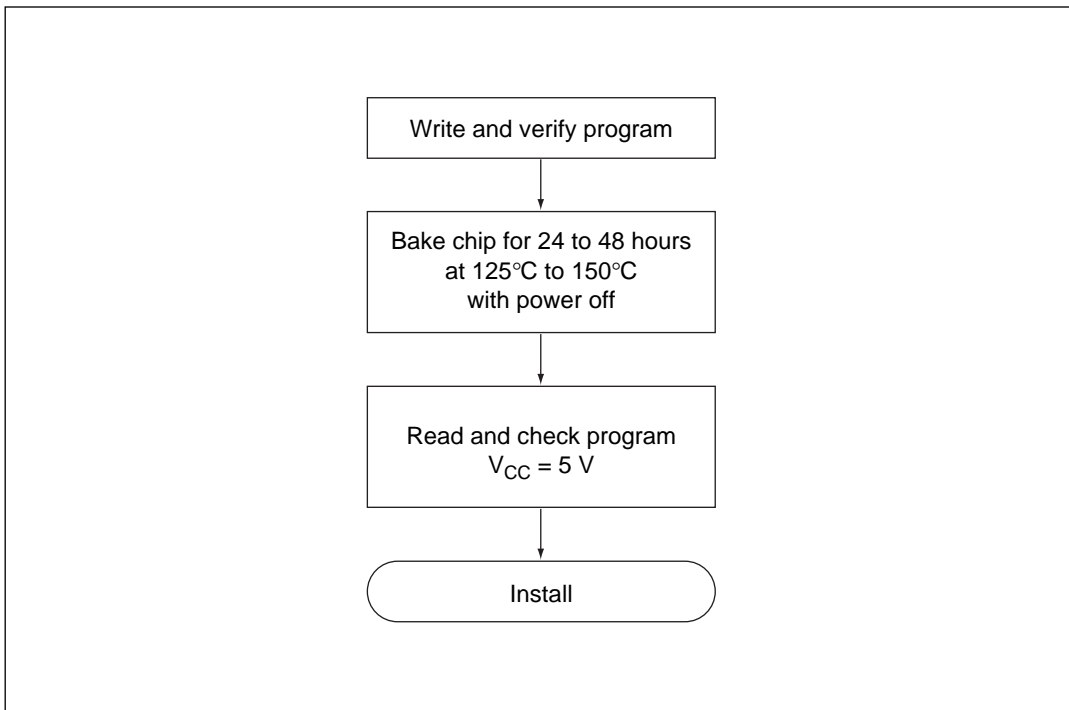 Write and verify program
Bake chip for 24 to 48 hours
at 125°C to 150°C
with power off
Read and check program
VCC = 5 V
Install